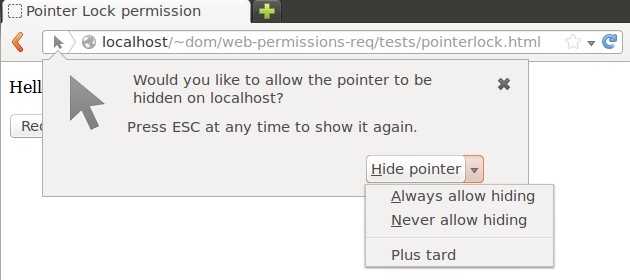 Pointer Lock permission
localhost/~dom/web-permissions-req/tests/pointerlock.html
Would you like to allow the pointer to be
hidden on localhost?
Press ESC at any time to show it again.
Hide pointer
Always allow hiding
Never allow hiding
Plus tard